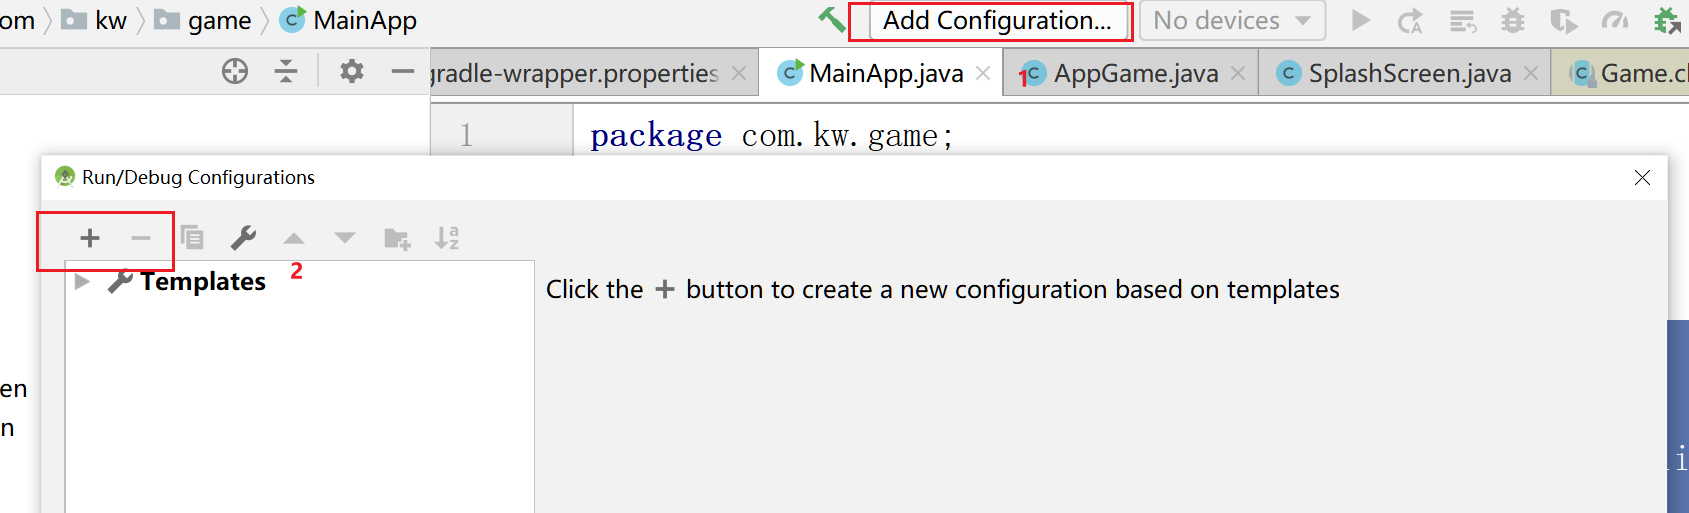 om kw game MainApp Add Configuration... No devices
gradle-wrapper.properties MainApp.java 1 AppGame.java SplashScreen.java Game.cl
1 package com.kw.game;
Run/Debug Configurations
Templates 2
Click the + button to create a new configuration based on templates
en
n
li